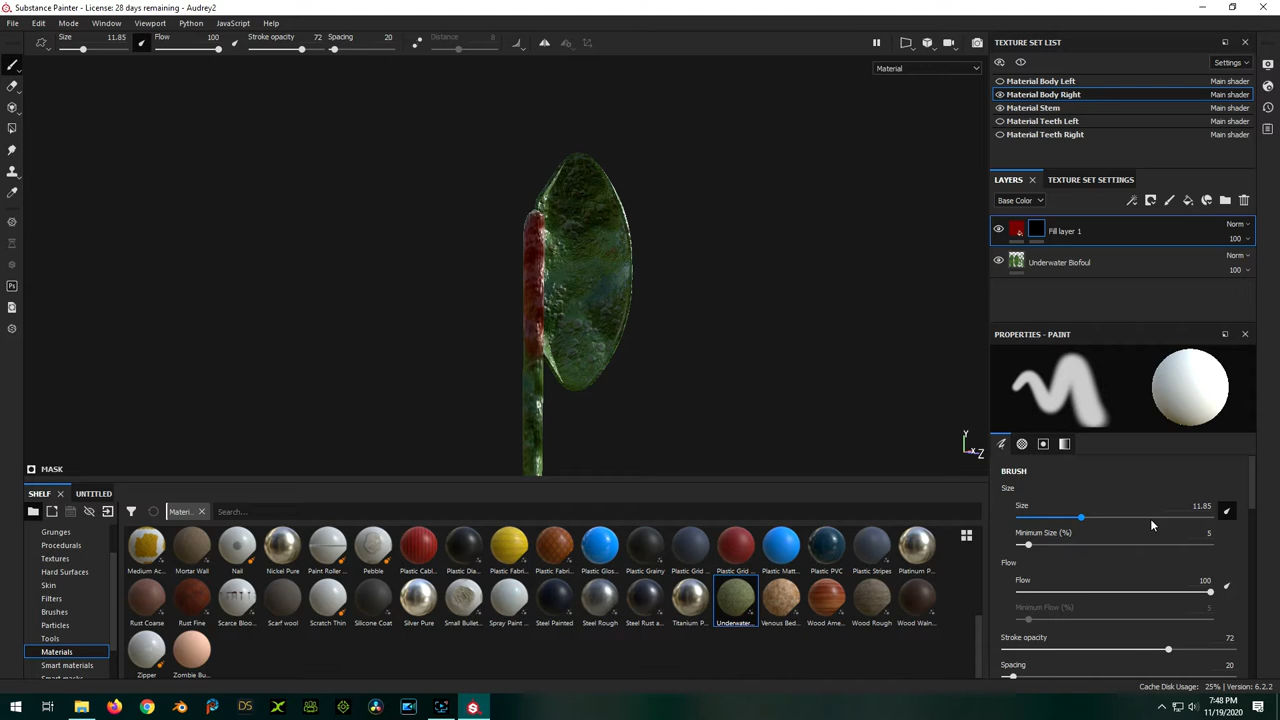 Substance Painter - License: 28 days remaining - Audrey2
File Edit Mode Window Viewport Python JavaScript Help
Size 11.85 Flow 100 Stroke opacity 72 Spacing 20 Distance 8
Material
TEXTURE SET LIST
Settings
Material Body Left Main shader
Material Body Right Main shader
Material Stem Main shader
Material Teeth Left Main shader
Material Teeth Right Main shader
LAYERS TEXTURE SET SETTINGS
Base Color
Fill layer 1 Norm
100
Underwater Biofoul Norm
100
PROPERTIES - PAINT
BRUSH
Size
Size 11.85
Minimum Size (%) 5
Flow
Flow 100
Minimum Flow (%) 5
Stroke opacity 72
Spacing 20
Y
X
Z
MASK
SHELF UNTITLED
Materi... Search...
Grunges
Procedurals
Textures
Hard Surfaces
Skin
Filters
Brushes
Particles
Tools
Materials
Smart materials
Smart masks
Medium Ac... Mortar Wall Nail Nickel Pure Paint Roller ... Pebble Plastic Cabl... Plastic Dia... Plastic Fabri... Plastic Fabri... Plastic Glos... Plastic Grainy Plastic Grid ... Plastic Grid ... Plastic Matt... Plastic PVC Plastic Stripes Platinum P...
Rust Coarse Rust Fine Scarce Bloo... Scarf wool Scratch Thin Silicone Coat Silver Pure Small Bullet... Spray Paint ... Steel Painted Steel Rough Steel Rust a... Titanium P... Underwater... Venous Bed... Wood Ame... Wood Rough Wood Waln...
Zipper Zombie Bu...
Cache Disk Usage: 25% | Version: 6.2.2
Ps
DS
7:48 PM
11/19/2020